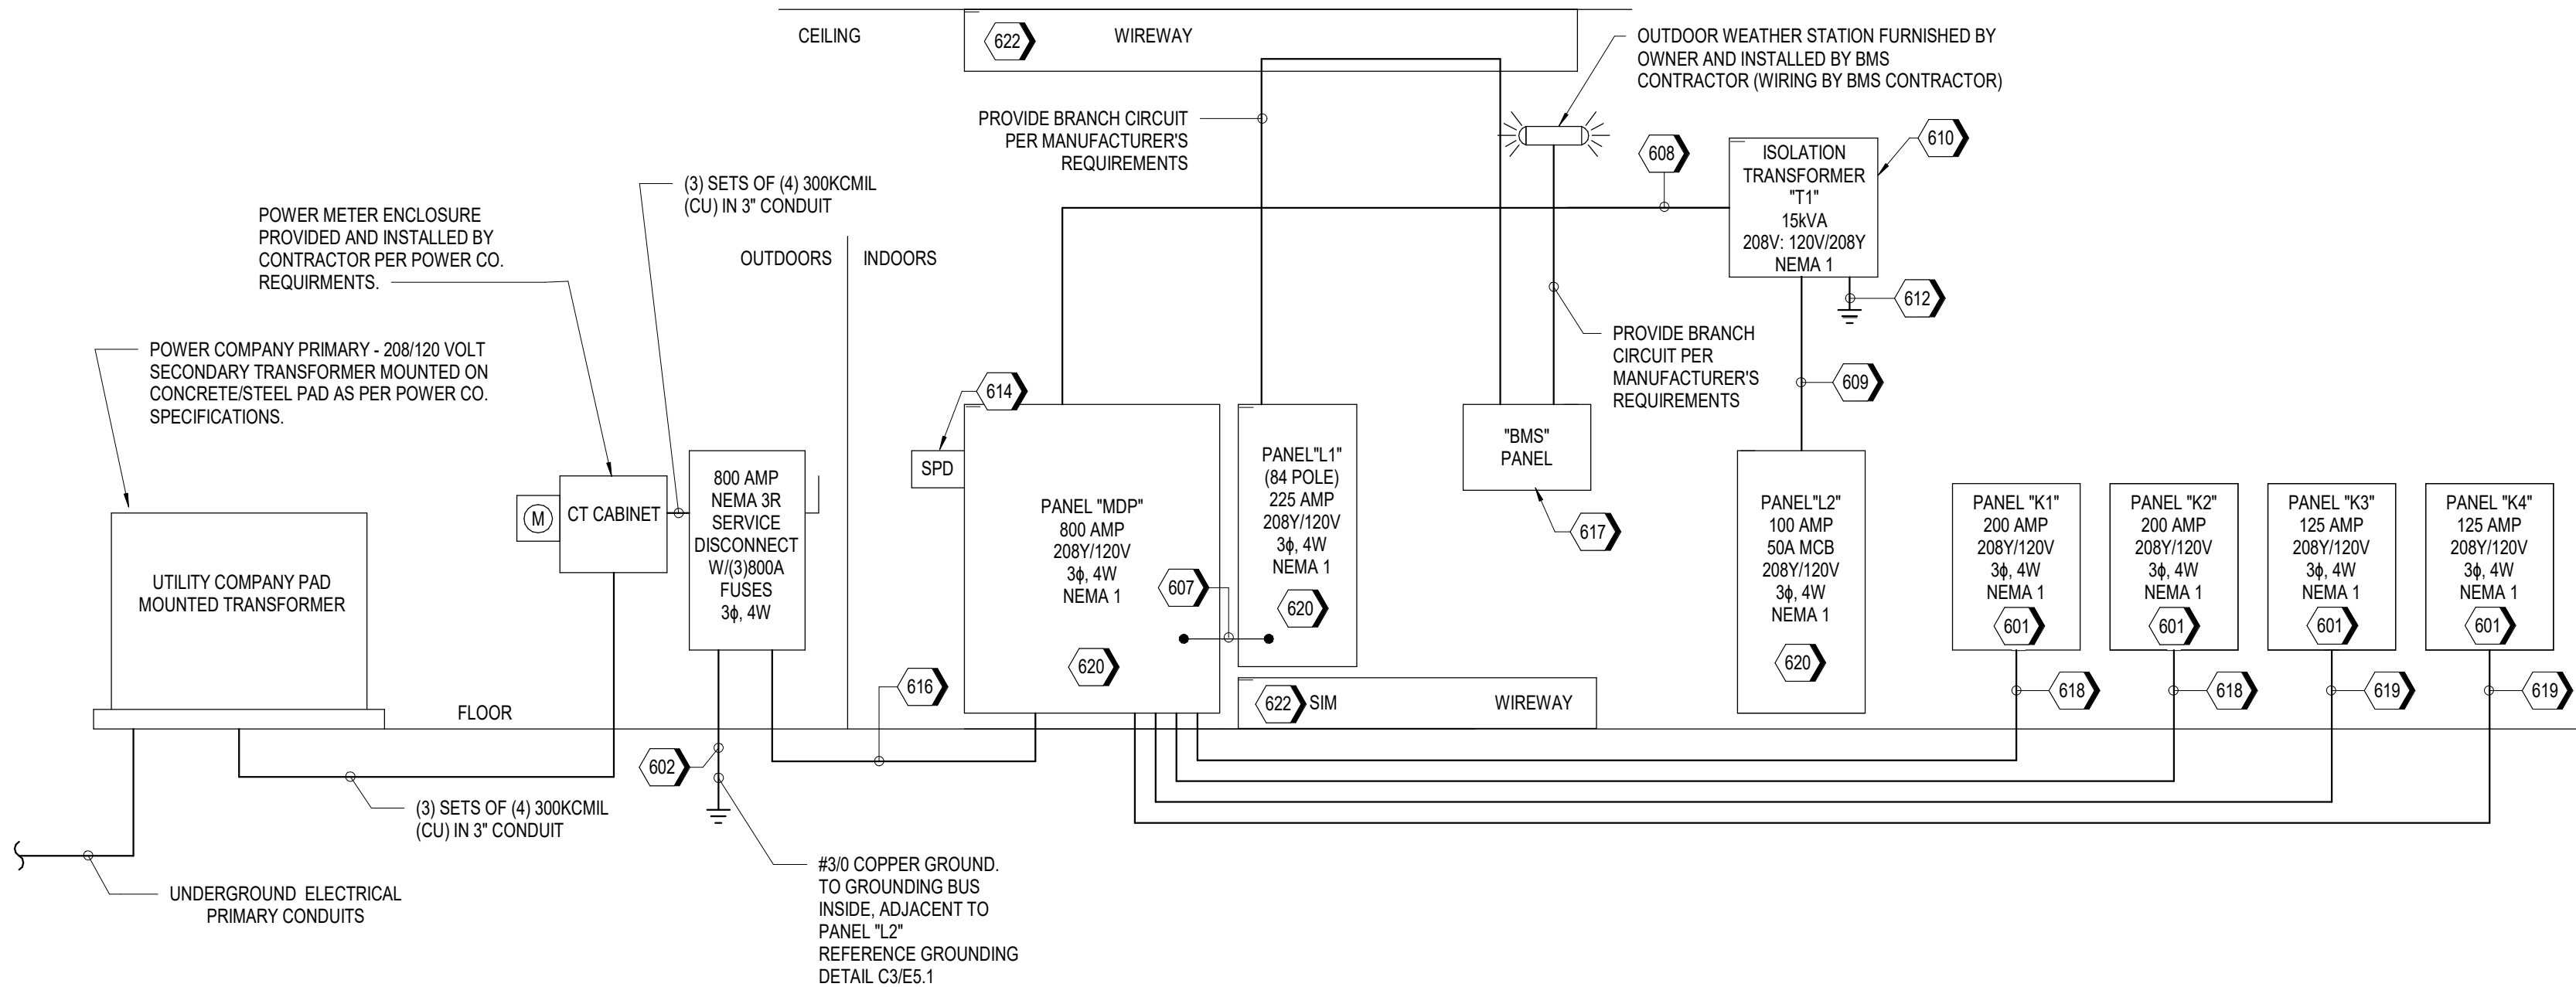 CEILING
622
WIREWAY
OUTDOOR WEATHER STATION FURNISHED BY
OWNER AND INSTALLED BY BMS
CONTRACTOR (WIRING BY BMS CONTRACTOR)
PROVIDE BRANCH CIRCUIT
PER MANUFACTURER'S
REQUIREMENTS
608
ISOLATION
TRANSFORMER
"T1"
15kVA
208V: 120V/208Y
NEMA 1
610
612
(3) SETS OF (4) 300KCMIL
(CU) IN 3" CONDUIT
POWER METER ENCLOSURE
PROVIDED AND INSTALLED BY
CONTRACTOR PER POWER CO.
REQUIRMENTS.
OUTDOORS
INDOORS
POWER COMPANY PRIMARY - 208/120 VOLT
SECONDARY TRANSFORMER MOUNTED ON
CONCRETE/STEEL PAD AS PER POWER CO.
SPECIFICATIONS.
PROVIDE BRANCH
CIRCUIT PER
MANUFACTURER'S
REQUIREMENTS
609
614
SPD
UTILITY COMPANY PAD
MOUNTED TRANSFORMER
M
CT CABINET
800 AMP
NEMA 3R
SERVICE
DISCONNECT
W/(3)800A
FUSES
3ϕ, 4W
PANEL "MDP"
800 AMP
208Y/120V
3ϕ, 4W
NEMA 1
620
607
PANEL"L1"
(84 POLE)
225 AMP
208Y/120V
3ϕ, 4W
NEMA 1
620
"BMS"
PANEL
617
PANEL"L2"
100 AMP
50A MCB
208Y/120V
3ϕ, 4W
NEMA 1
620
PANEL "K1"
200 AMP
208Y/120V
3ϕ, 4W
NEMA 1
601
618
PANEL "K2"
200 AMP
208Y/120V
3ϕ, 4W
NEMA 1
601
618
PANEL "K3"
125 AMP
208Y/120V
3ϕ, 4W
NEMA 1
601
619
PANEL "K4"
125 AMP
208Y/120V
3ϕ, 4W
NEMA 1
601
619
616
622 SIM
WIREWAY
FLOOR
602
(3) SETS OF (4) 300KCMIL
(CU) IN 3" CONDUIT
UNDERGROUND ELECTRICAL
PRIMARY CONDUITS
#3/0 COPPER GROUND.
TO GROUNDING BUS
INSIDE, ADJACENT TO
PANEL "L2"
REFERENCE GROUNDING
DETAIL C3/E5.1